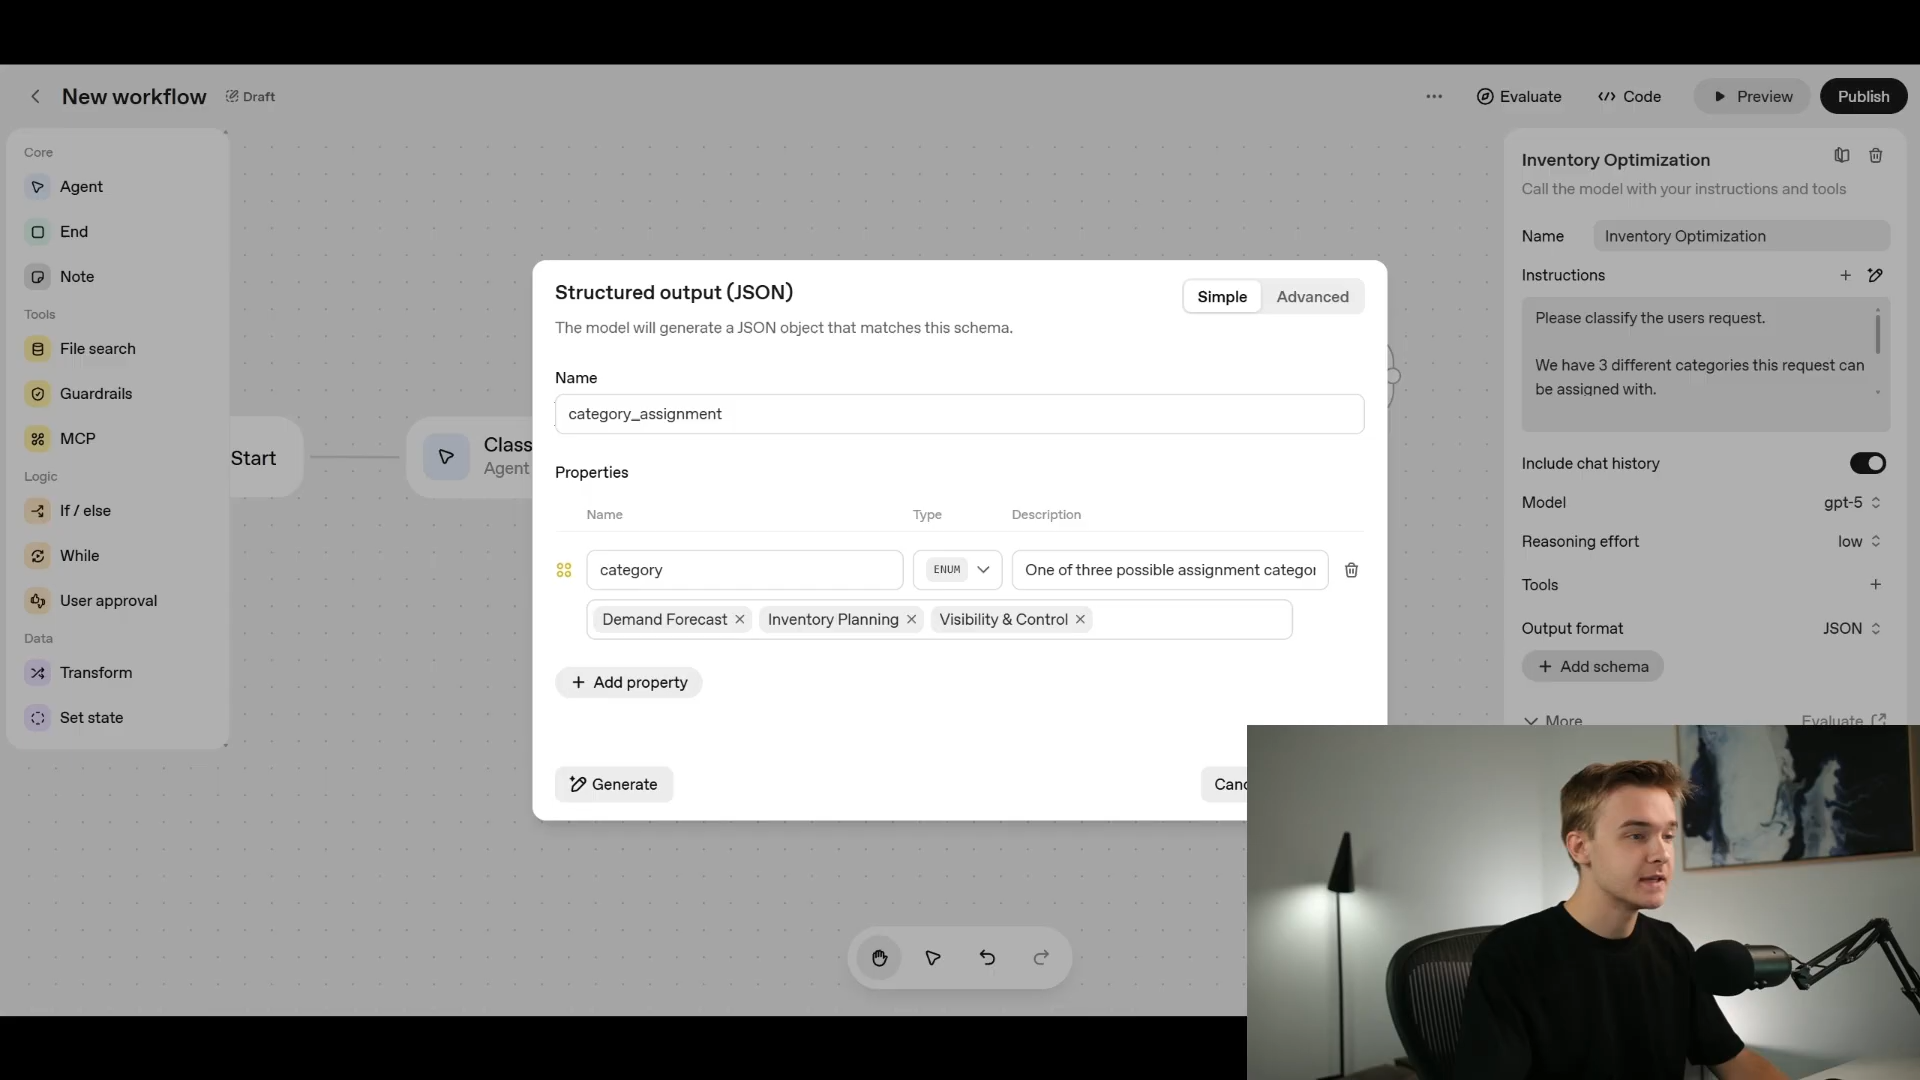 New workflow
Draft
Evaluate
Code
Preview
Publish
Core
Agent
End
Note
Tools
File search
Guardrails
MCP
Logic
If / else
While
User approval
Data
Transform
Set state
Start
Class
Agent
Structured output (JSON)
Simple
Advanced
The model will generate a JSON object that matches this schema.
Name
category_assignment
Properties
Name
Type
Description
category
ENUM
One of three possible assignment categor
Demand Forecast
Inventory Planning
Visibility & Control
Add property
Generate
Canc
Inventory Optimization
Call the model with your instructions and tools
Name
Inventory Optimization
Instructions
Please classify the users request.
We have 3 different categories this request can
be assigned with.
Include chat history
Model
gpt-5
Reasoning effort
low
Tools
Output format
JSON
Add schema
More
Evaluate